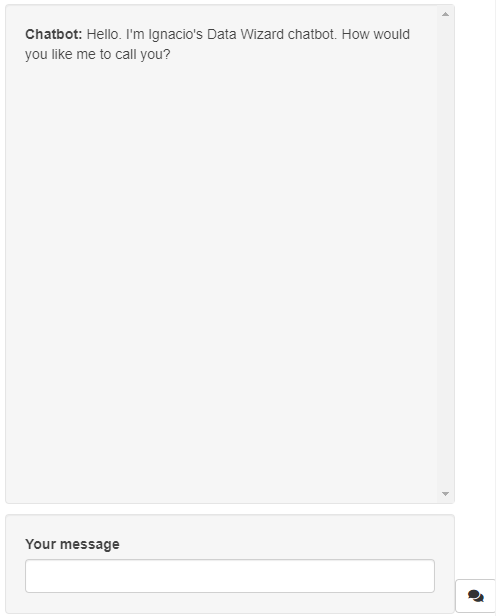 Chatbot: Hello. I'm Ignacio's Data Wizard chatbot. How would
you like me to call you?
Your message